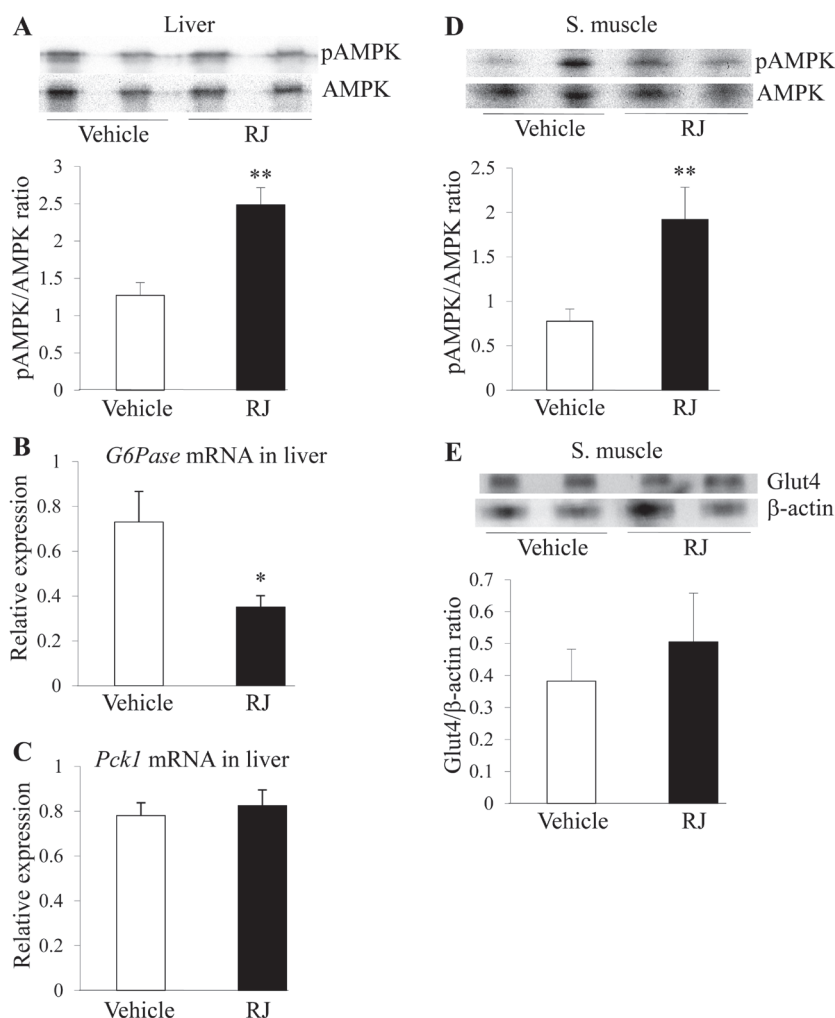 A
Liver
pAMPK
AMPK
Vehicle RJ
**
3
2.5
2
1.5
1
0.5
0
pAMPK/AMPK ratio
Vehicle RJ
B
G6Pase mRNA in liver
1
0.8
0.6
0.4
0.2
0
Relative expression
*
Vehicle RJ
C
Pck1 mRNA in liver
1
0.8
0.6
0.4
0.2
0
Relative expression
Vehicle RJ
D
S. muscle
pAMPK
AMPK
Vehicle RJ
**
2.5
2
1.5
1
0.5
0
pAMPK/AMPK ratio
Vehicle RJ
E
S. muscle
Glut4
β-actin
Vehicle RJ
0.7
0.6
0.5
0.4
0.3
0.2
0.1
0
Glut4/β-actin ratio
Vehicle RJ